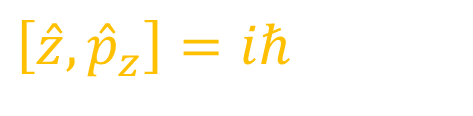 [ẑ, p̂_z] = iħ